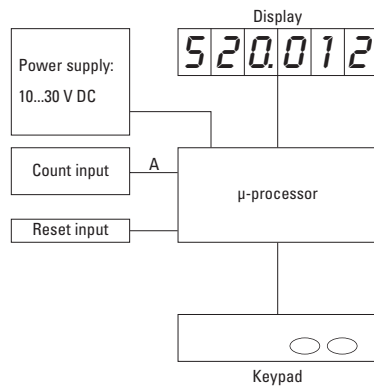 Display
520.012
Power supply:
10...30 V DC
Count input
A
µ-processor
Reset input
Keypad